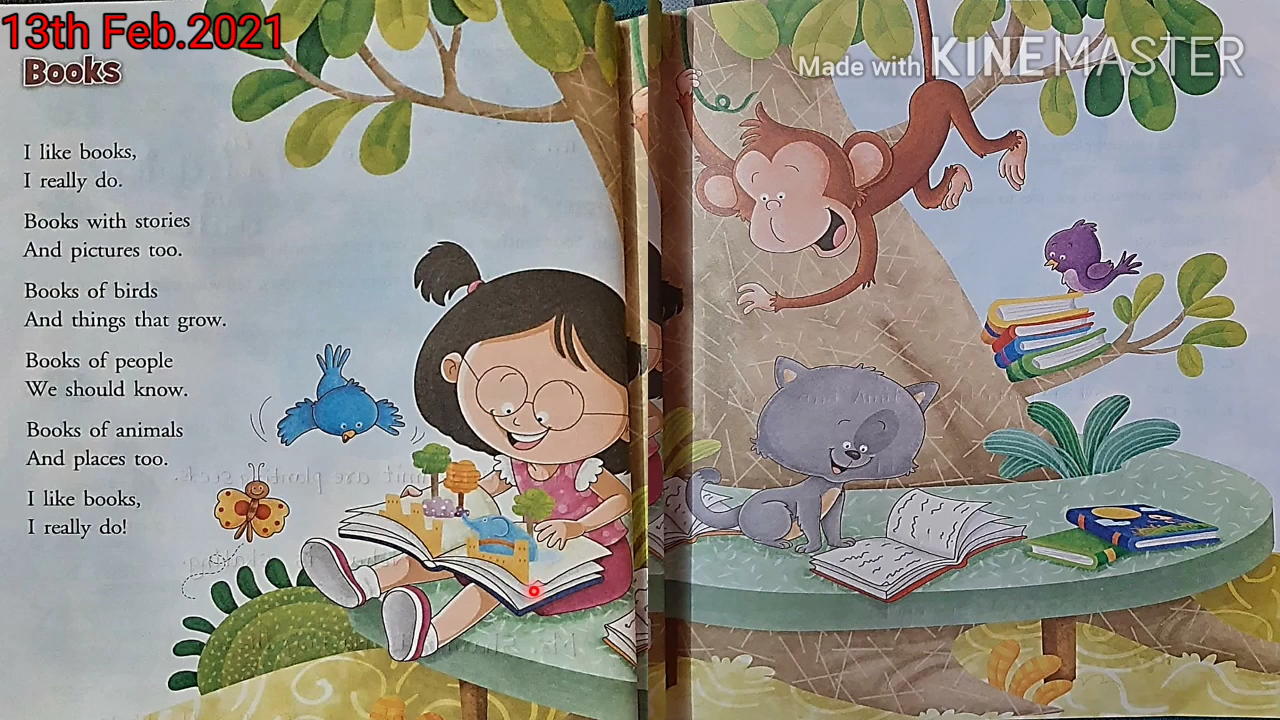 13th Feb.2021
Made with KINEMASTER
Books
I like books,
I really do.
Books with stories
And pictures too.
Books of birds
And things that grow.
Books of people
We should know.
Books of animals
And places too.
I like books,
I really do!